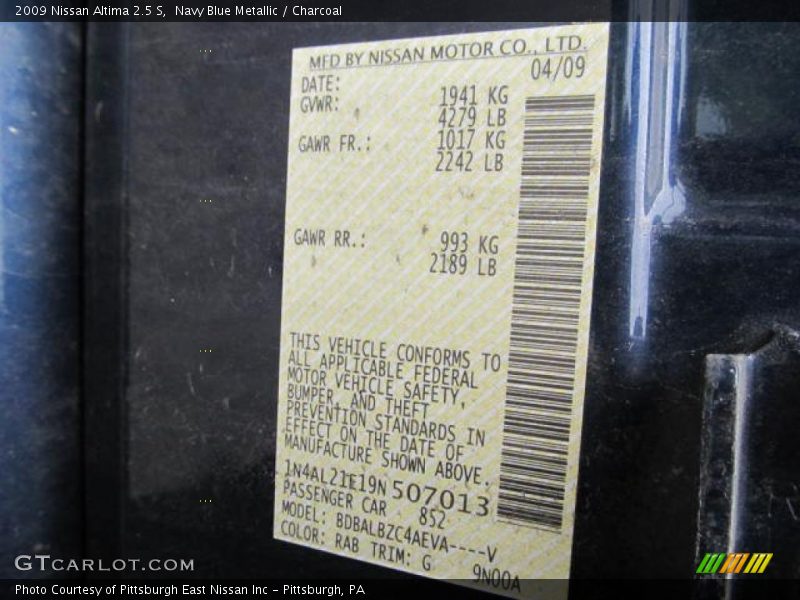 2009 Nissan Altima 2.5 S, Navy Blue Metallic / Charcoal
MFD BY NISSAN MOTOR CO., LTD.
DATE: 04/09
GVWR: 1941 KG
4279 LB
GAWR FR.: 1017 KG
2242 LB
GAWR RR.: 993 KG
2189 LB
THIS VEHICLE CONFORMS TO
ALL APPLICABLE FEDERAL
MOTOR VEHICLE SAFETY,
BUMPER, AND THEFT
PREVENTION STANDARDS IN
EFFECT ON THE DATE OF
MANUFACTURE SHOWN ABOVE.
1N4AL21E19N 507013
PASSENGER CAR 852
MODEL: BDBALBZC4AEVA----V
COLOR: RAB TRIM: G 9N00A
GTCARLOT.COM
Photo Courtesy of Pittsburgh East Nissan Inc - Pittsburgh, PA